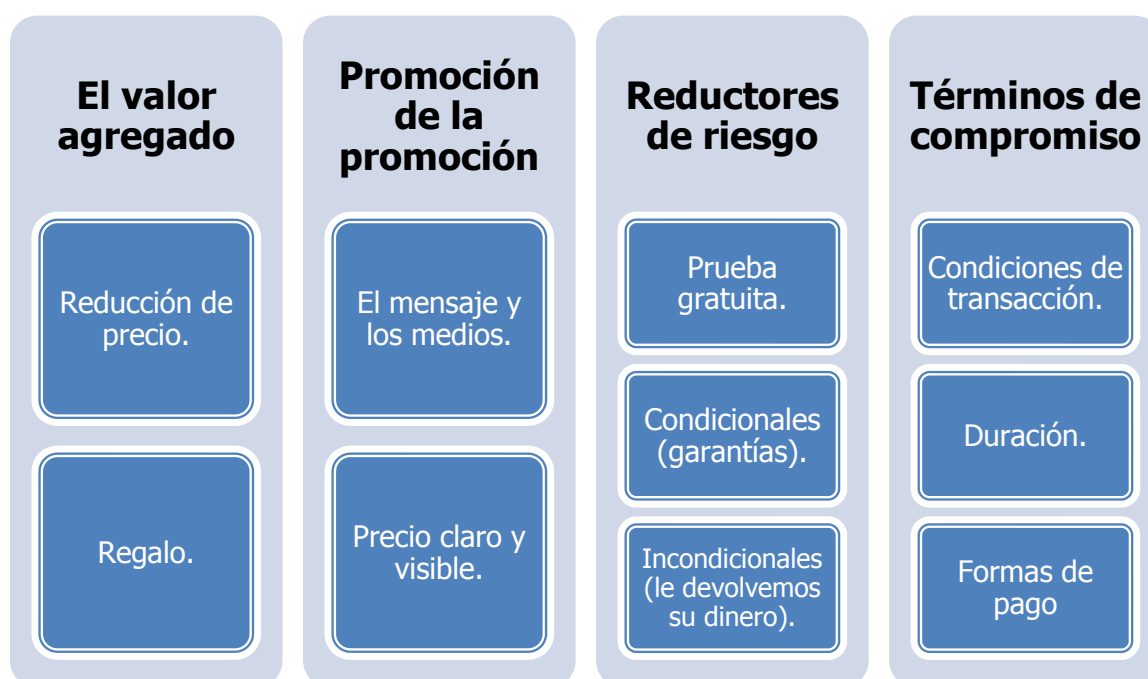 El valor
agregado
Reducción de
precio.
Regalo.
Promoción
de la
promoción
El mensaje y
los medios.
Precio claro y
visible.
Reductores
de riesgo
Prueba
gratuita.
Condicionales
(garantías).
Incondicionales
(le devolvemos
su dinero).
Términos de
compromiso
Condiciones de
transacción.
Duración.
Formas de
pago